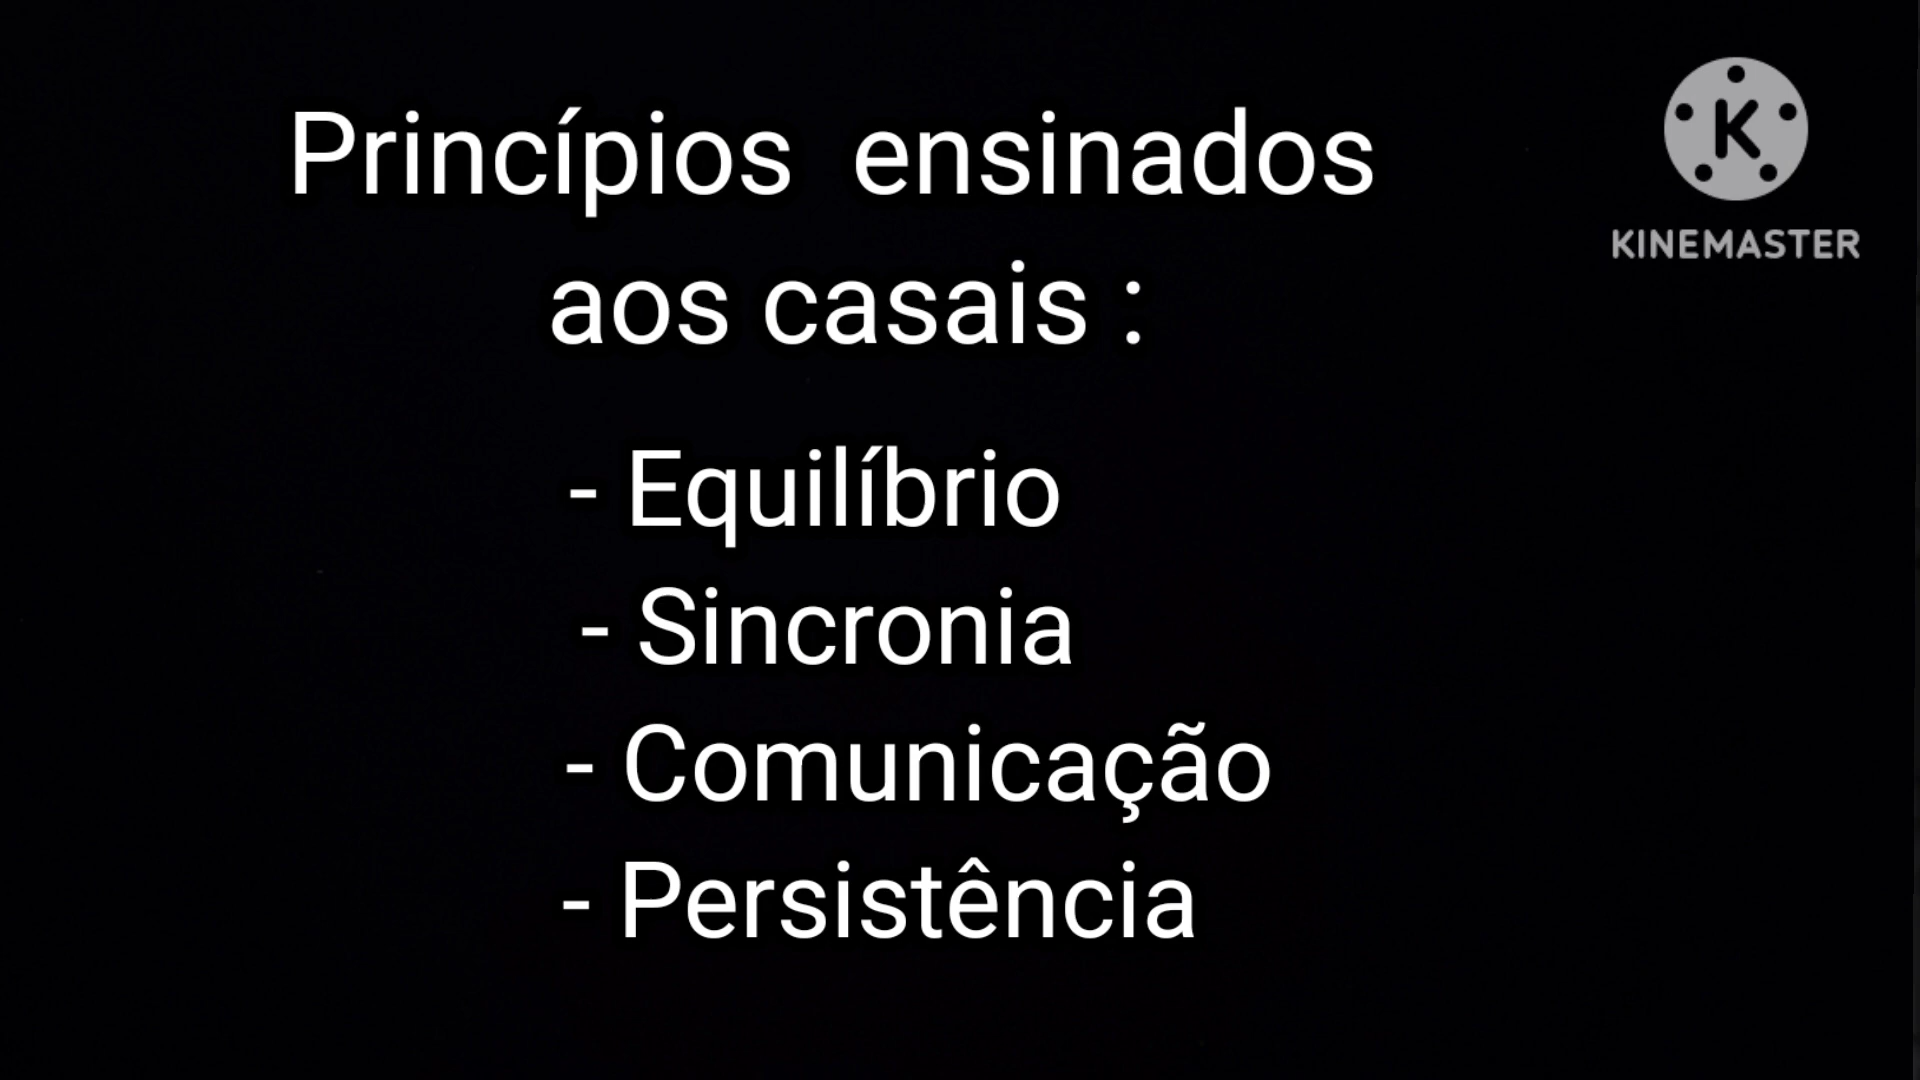 Princípios ensinados
aos casais :
- Equilíbrio
- Sincronia
- Comunicação
- Persistência
K
KINEMASTER